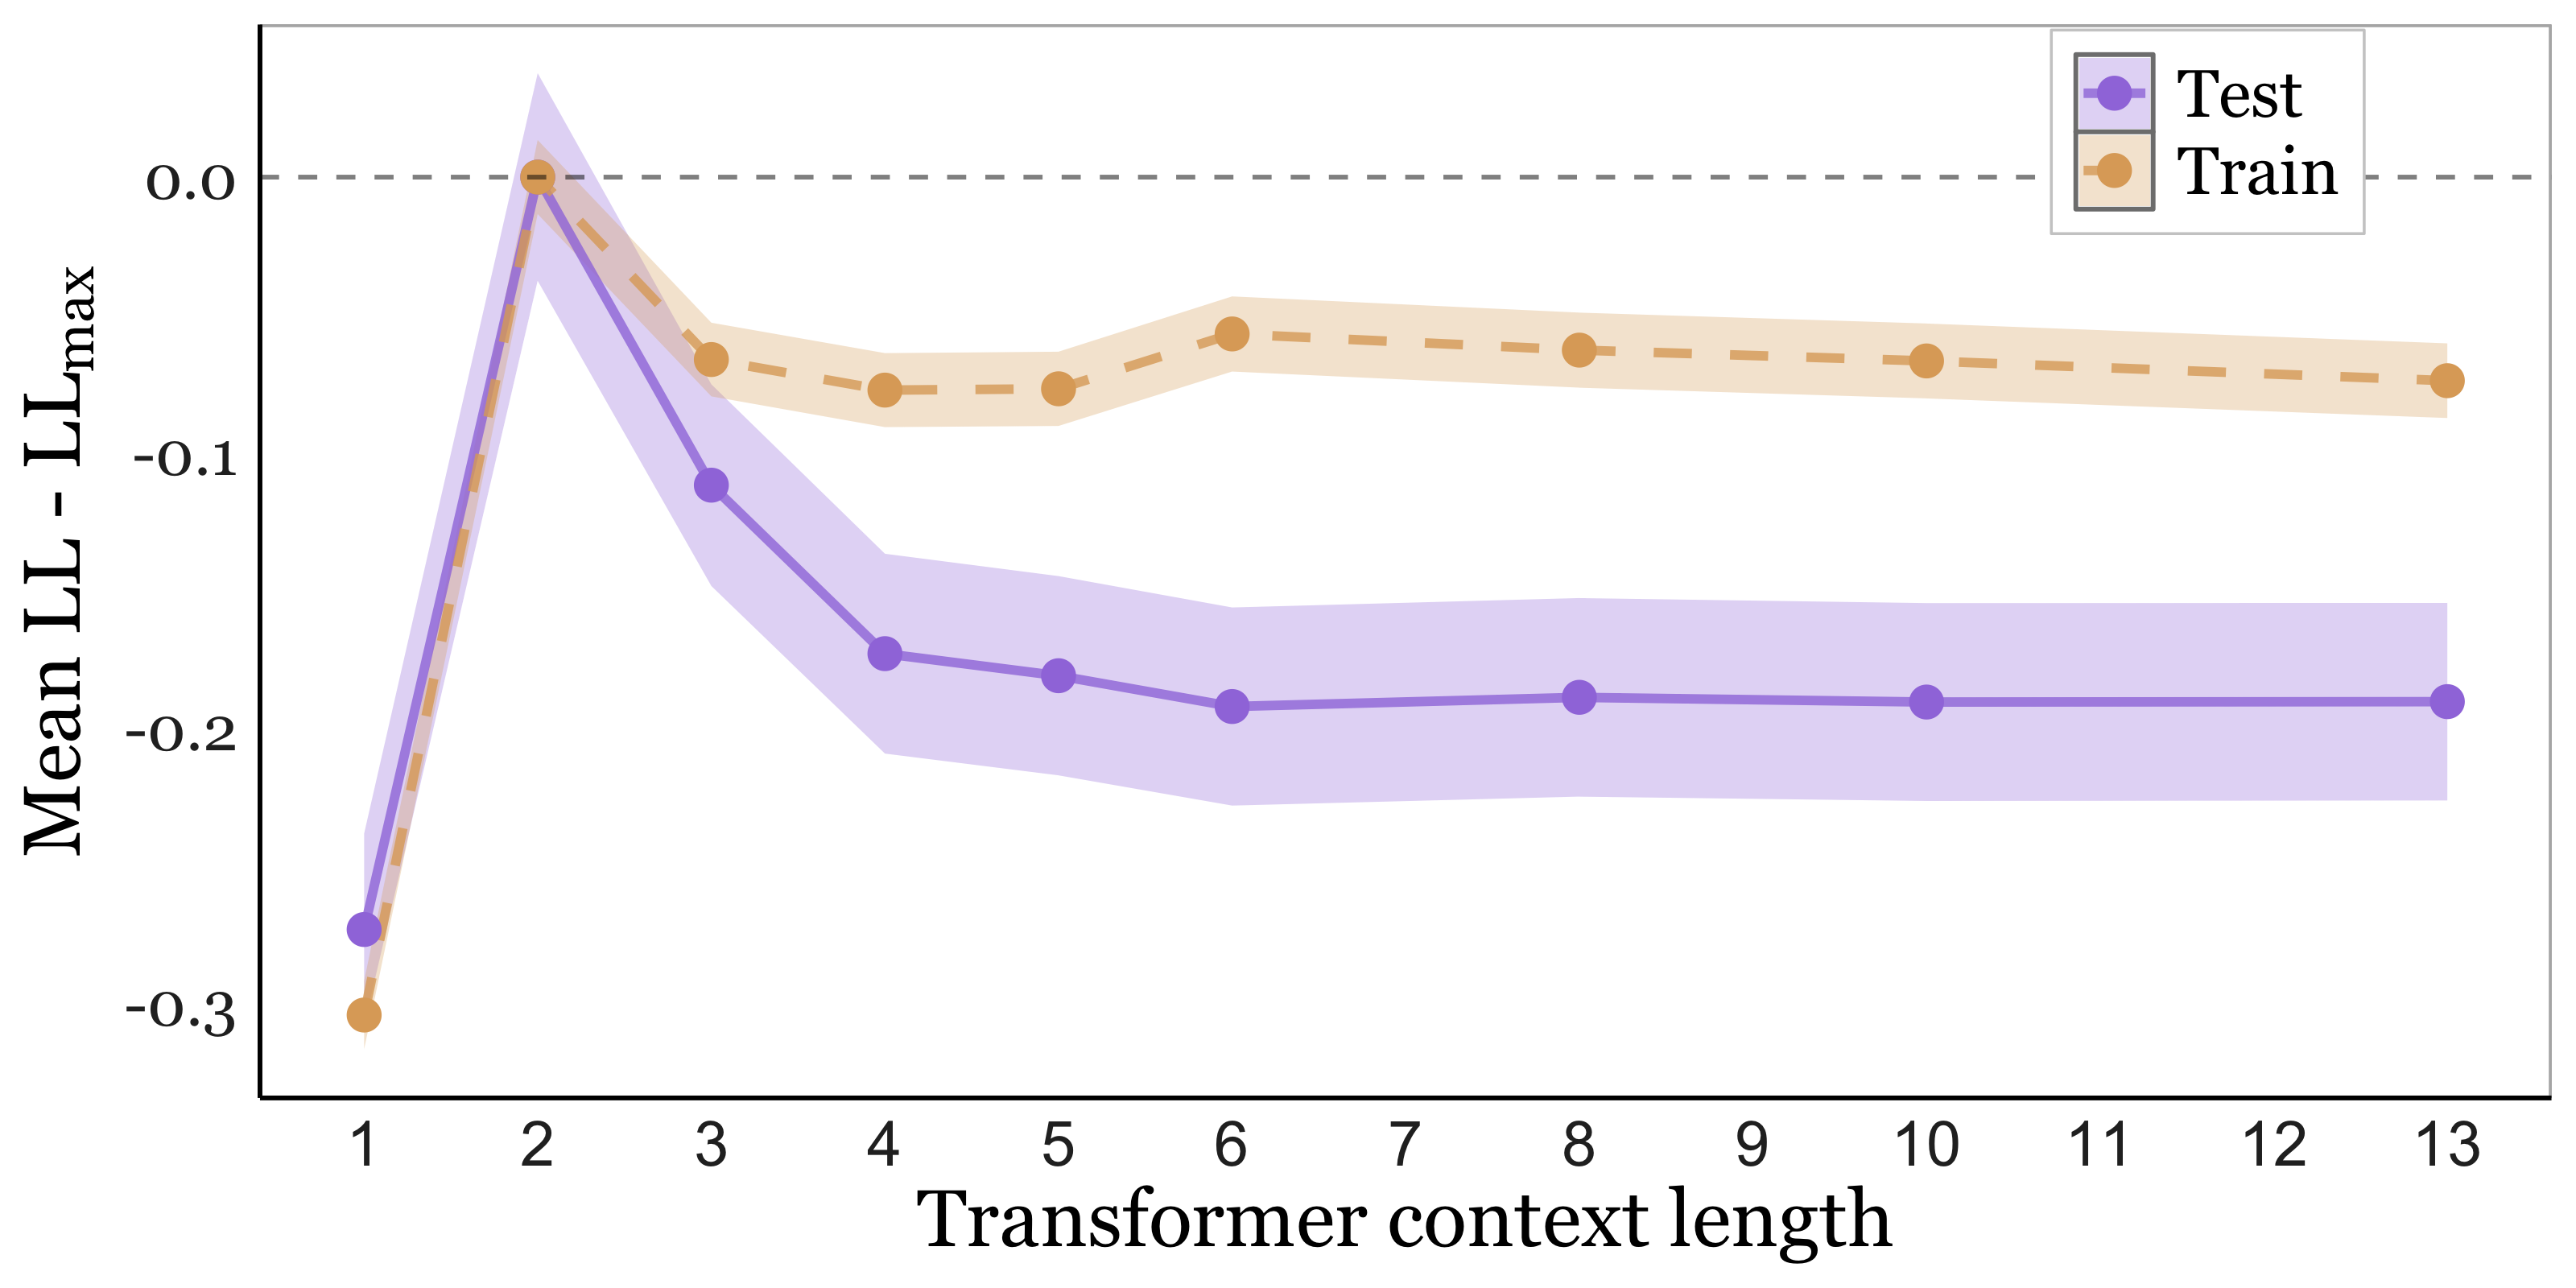 Mean LL - LLmax
0.0
-0.1
-0.2
-0.3
Test
Train
1 2 3 4 5 6 7 8 9 10 11 12 13
Transformer context length